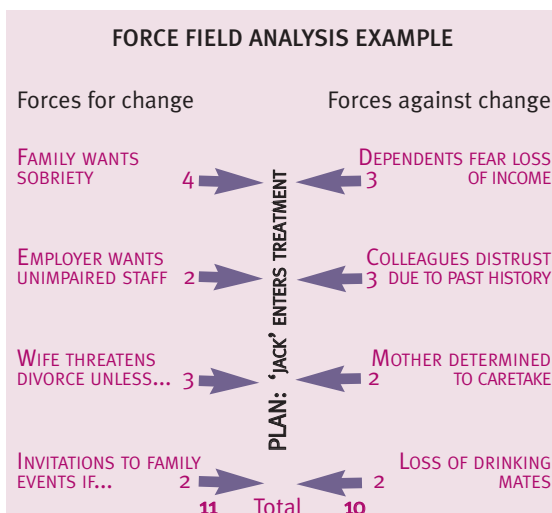 FORCE FIELD ANALYSIS EXAMPLE
Forces for change
Forces against change
FAMILY WANTS
SOBRIETY 4
3 DEPENDENTS FEAR LOSS
OF INCOME
EMPLOYER WANTS
UNIMPAIRED STAFF 2
COLLEAGUES DISTRUST
3 DUE TO PAST HISTORY
WIFE THREATENS
DIVORCE UNLESS... 3
MOTHER DETERMINED
2 TO CARETAKE
INVITATIONS TO FAMILY
EVENTS IF... 2
2 LOSS OF DRINKING
MATES
PLAN: ‘JACK’ ENTERS TREATMENT
11 Total 10